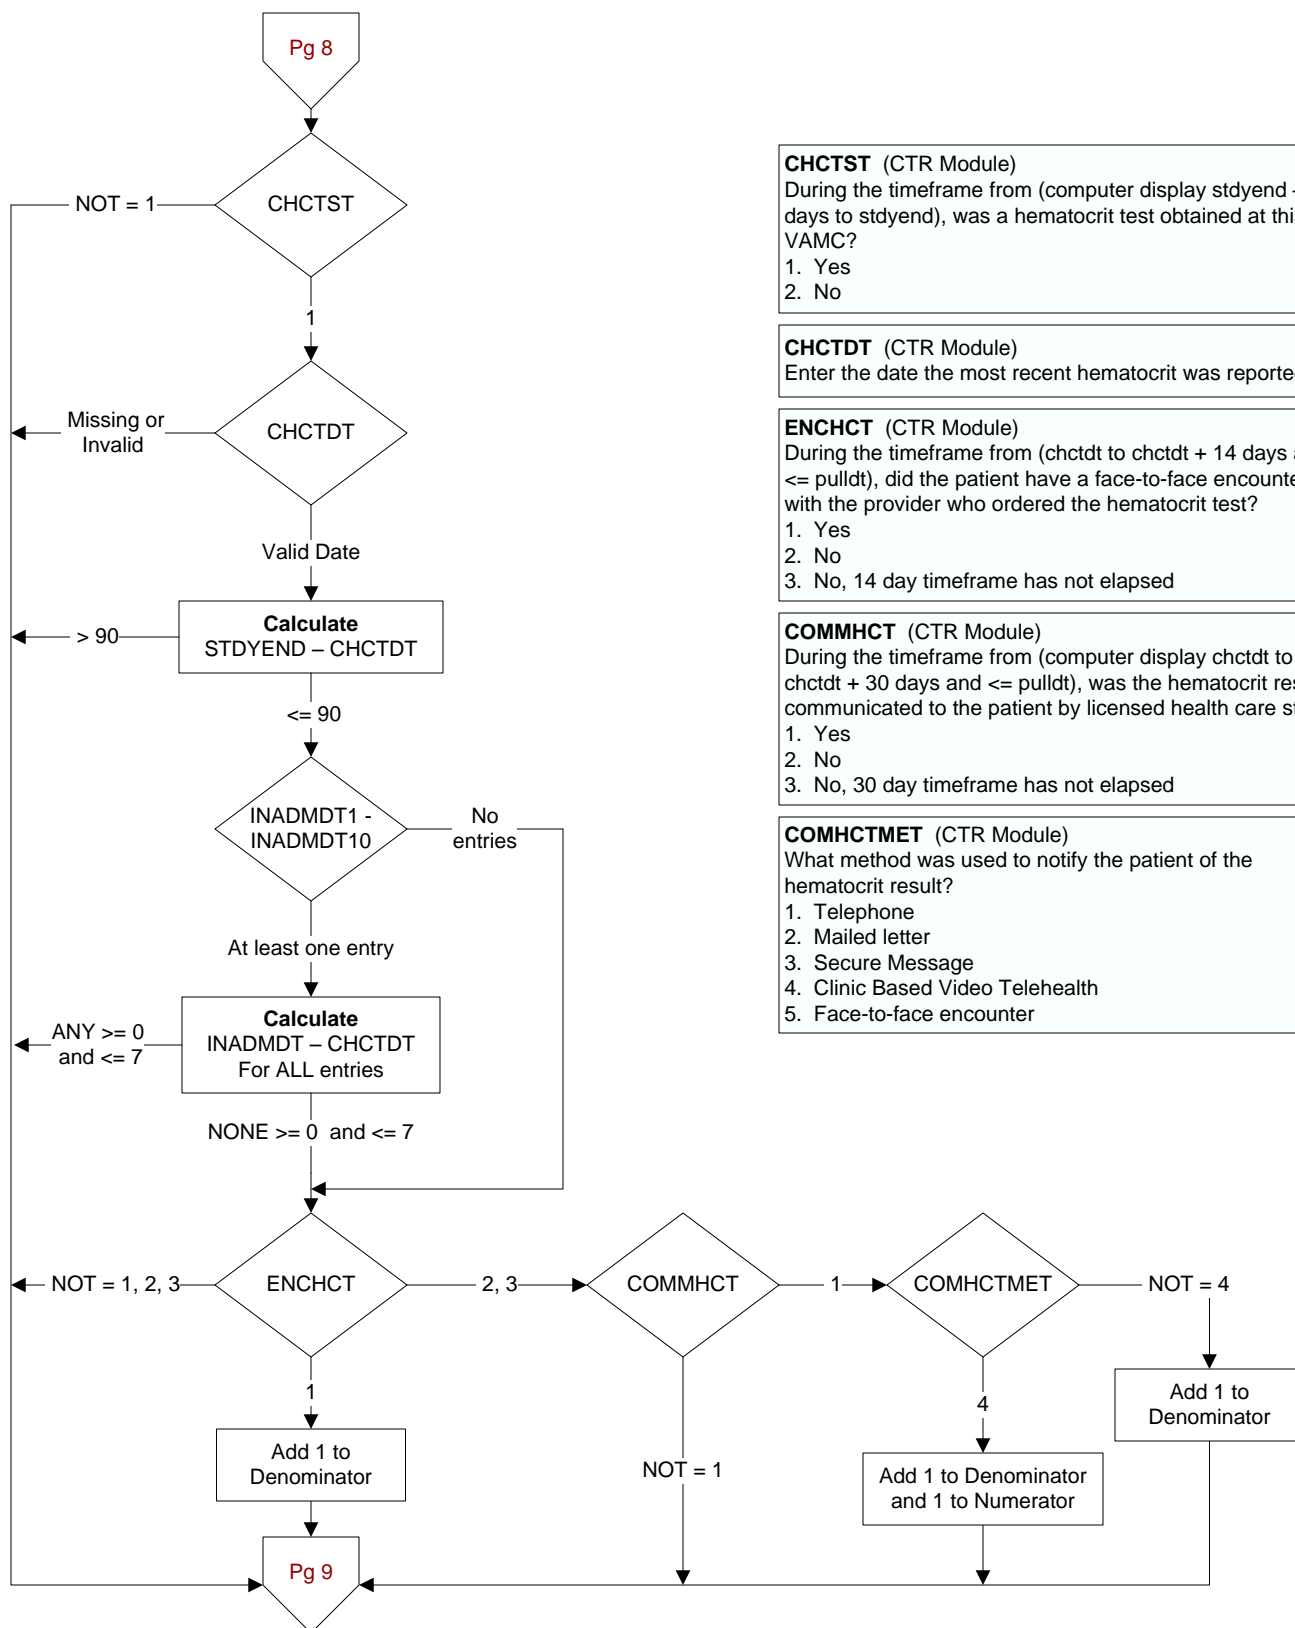 Pg 8
CHCTST
NOT = 1
1
CHCTDT
Missing or
Invalid
Valid Date
Calculate
STDYEND – CHCTDT
> 90
<= 90
INADMDT1 -
INADMDT10
No
entries
At least one entry
Calculate
INADMDT – CHCTDT
For ALL entries
ANY >= 0
and <= 7
NONE >= 0 and <= 7
ENCHCT
NOT = 1, 2, 3
2, 3
COMMHCT
1
COMHCTMET
NOT = 4
1
Add 1 to
Denominator
NOT = 1
4
Add 1 to Denominator
and 1 to Numerator
Add 1 to
Denominator
Pg 9
CHCTST (CTR Module)
During the timeframe from (computer display stdyend
days to stdyend), was a hematocrit test obtained at
VAMC?
1. Yes
2. No
CHCTDT (CTR Module)
Enter the date the most recent hematocrit was
ENCHCT (CTR Module)
During the timeframe from (chctdt to chctdt + 14 days
<= pulldt), did the patient have a face-to-face
with the provider who ordered the hematocrit test?
1. Yes
2. No
3. No, 14 day timeframe has not elapsed
COMMHCT (CTR Module)
During the timeframe from (computer display chctdt to
chctdt + 30 days and <= pulldt), was the hematocrit
communicated to the patient by licensed health care
1. Yes
2. No
3. No, 30 day timeframe has not elapsed
COMHCTMET (CTR Module)
What method was used to notify the patient of the
hematocrit result?
1. Telephone
2. Mailed letter
3. Secure Message
4. Clinic Based Video Telehealth
5. Face-to-face encounter